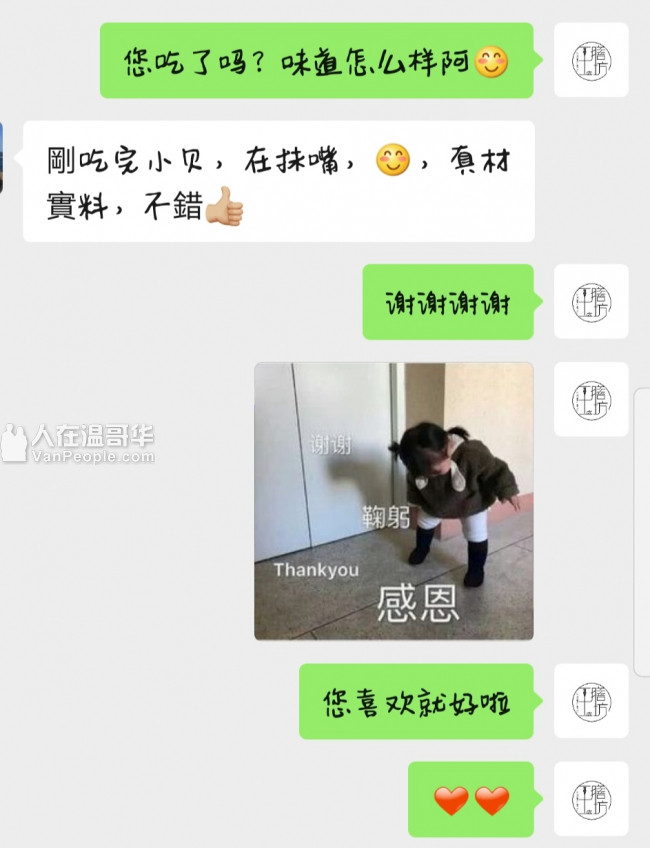 您吃了吗？味道怎么样阿😊
剛吃完小贝，在抹嘴，😊，真材
實料，不錯👍🏼
谢谢谢谢
人在温哥华
VanPeople.com
谢谢
鞠躬
Thankyou
感恩
您喜欢就好啦
❤️❤️